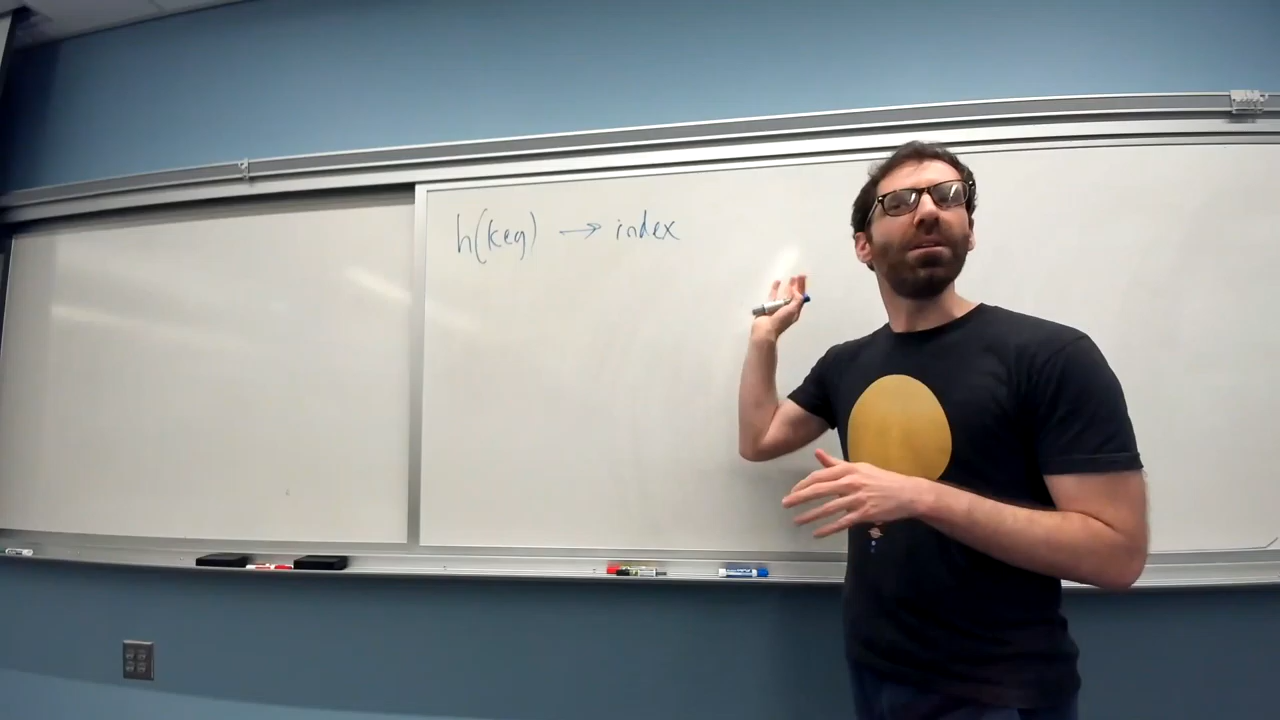 h(key) → index